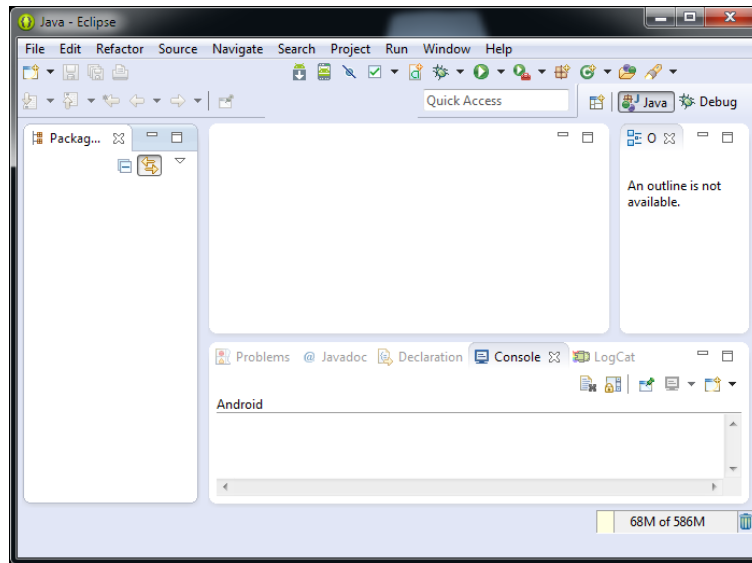 Java - Eclipse
File Edit Refactor Source Navigate Search Project Run Window Help
Quick Access Java Debug
Packag... O
An outline is not
available.
Problems @ Javadoc Declaration Console LogCat
Android
68M of 586M